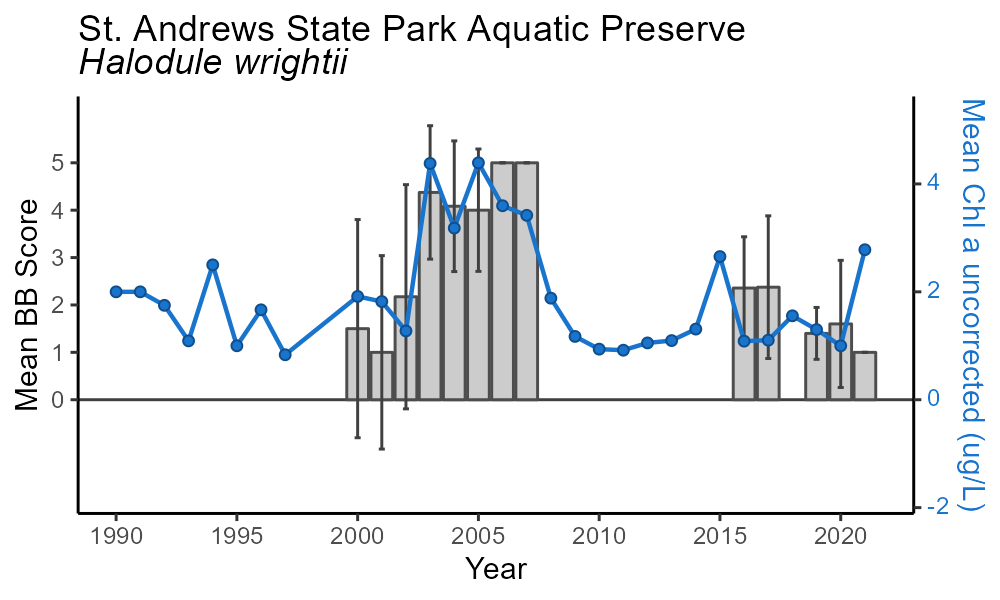 St. Andrews State Park Aquatic Preserve
Halodule wrightii
Mean BB Score
5
4
3
2
1
0
4
2
0
-2
Mean Chl a uncorrected (ug/L)
1990 1995 2000 2005 2010 2015 2020
Year